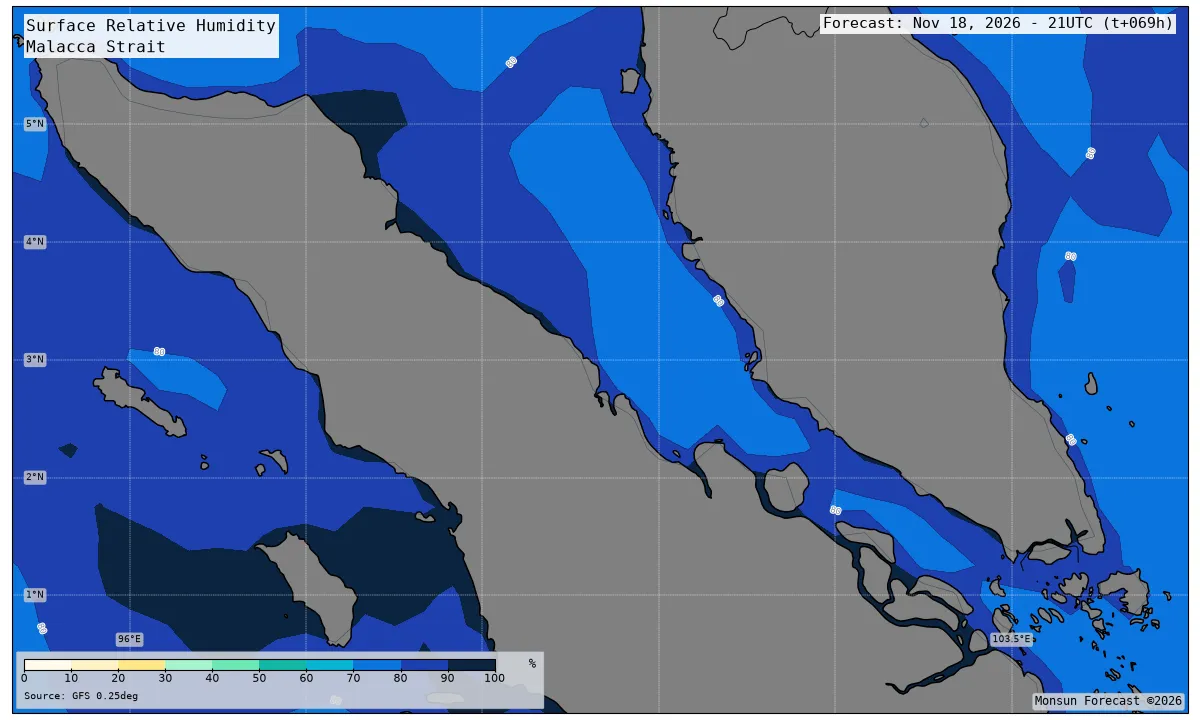 Surface Relative Humidity
Malacca Strait
Forecast: Nov 18, 2026 - 21UTC (t+069h)
80
5°N
80
4°N
80
80
80
3°N
80
2°N
80
1°N
80
96°E
103.5°E
%
0 10 20 30 40 50 60 70 80 90 100
Source: GFS 0.25deg
80
Monsun Forecast ©2026